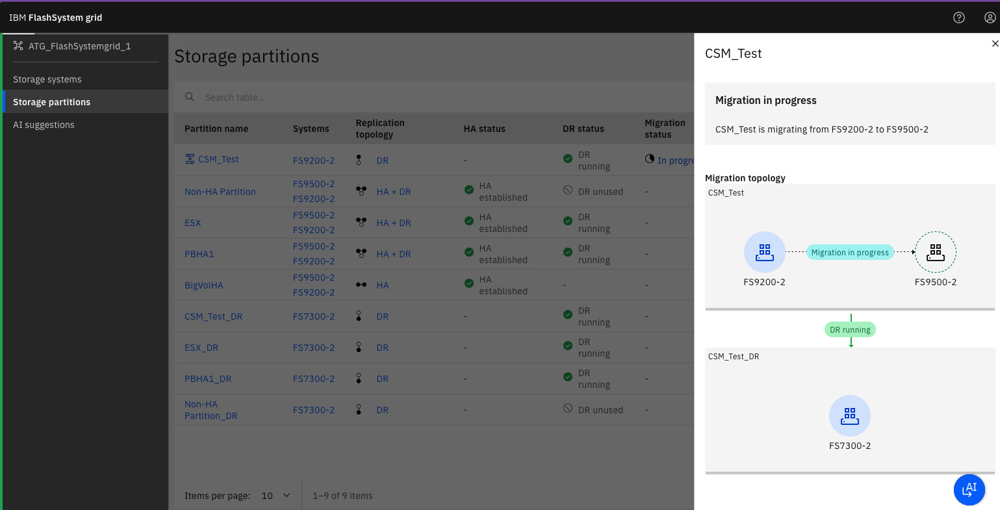 IBM FlashSystem grid
ATG_FlashSystemgrid_1
Storage systems
Storage partitions
AI suggestions
Storage partitions
Search table...
Partition name Systems Replication topology HA status DR status Migration status
CSM_Test FS9200-2 DR - DR running In progre
Non-HA Partition FS9500-2 FS9200-2 HA + DR HA established DR unused -
ESX FS9500-2 FS9200-2 HA + DR HA established DR running -
PBHA1 FS9500-2 FS9200-2 HA + DR HA established DR running -
BigVolHA FS9500-2 FS9200-2 HA HA established - -
CSM_Test_DR FS7300-2 DR - DR running -
ESX_DR FS7300-2 DR - DR running -
PBHA1_DR FS7300-2 DR - DR running -
Non-HA Partition_DR FS7300-2 DR - DR unused -
Items per page: 10 1–9 of 9 items
CSM_Test
Migration in progress
CSM_Test is migrating from FS9200-2 to FS9500-2
Migration topology
CSM_Test
Migration in progress
FS9200-2 FS9500-2
DR running
CSM_Test_DR
FS7300-2
AI